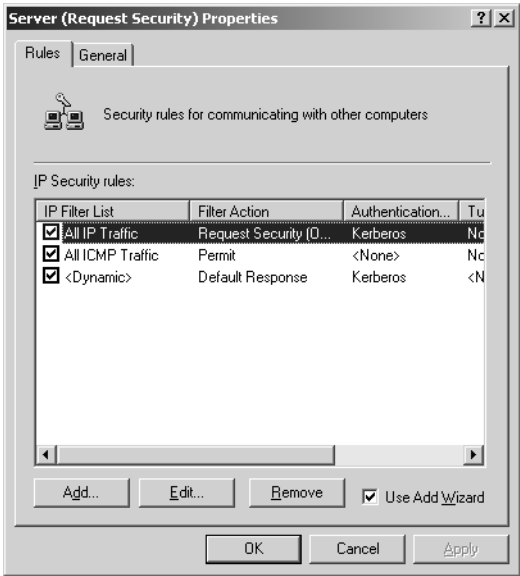 Server (Request Security) Properties ? X
Rules General
Security rules for communicating with other computers
IP Security rules:
IP Filter List Filter Action Authentication... Tu
All IP Traffic Request Security (O... Kerberos No
All ICMP Traffic Permit <None> No
<Dynamic> Default Response Kerberos <N
Add... Edit... Remove Use Add Wizard
OK Cancel Apply